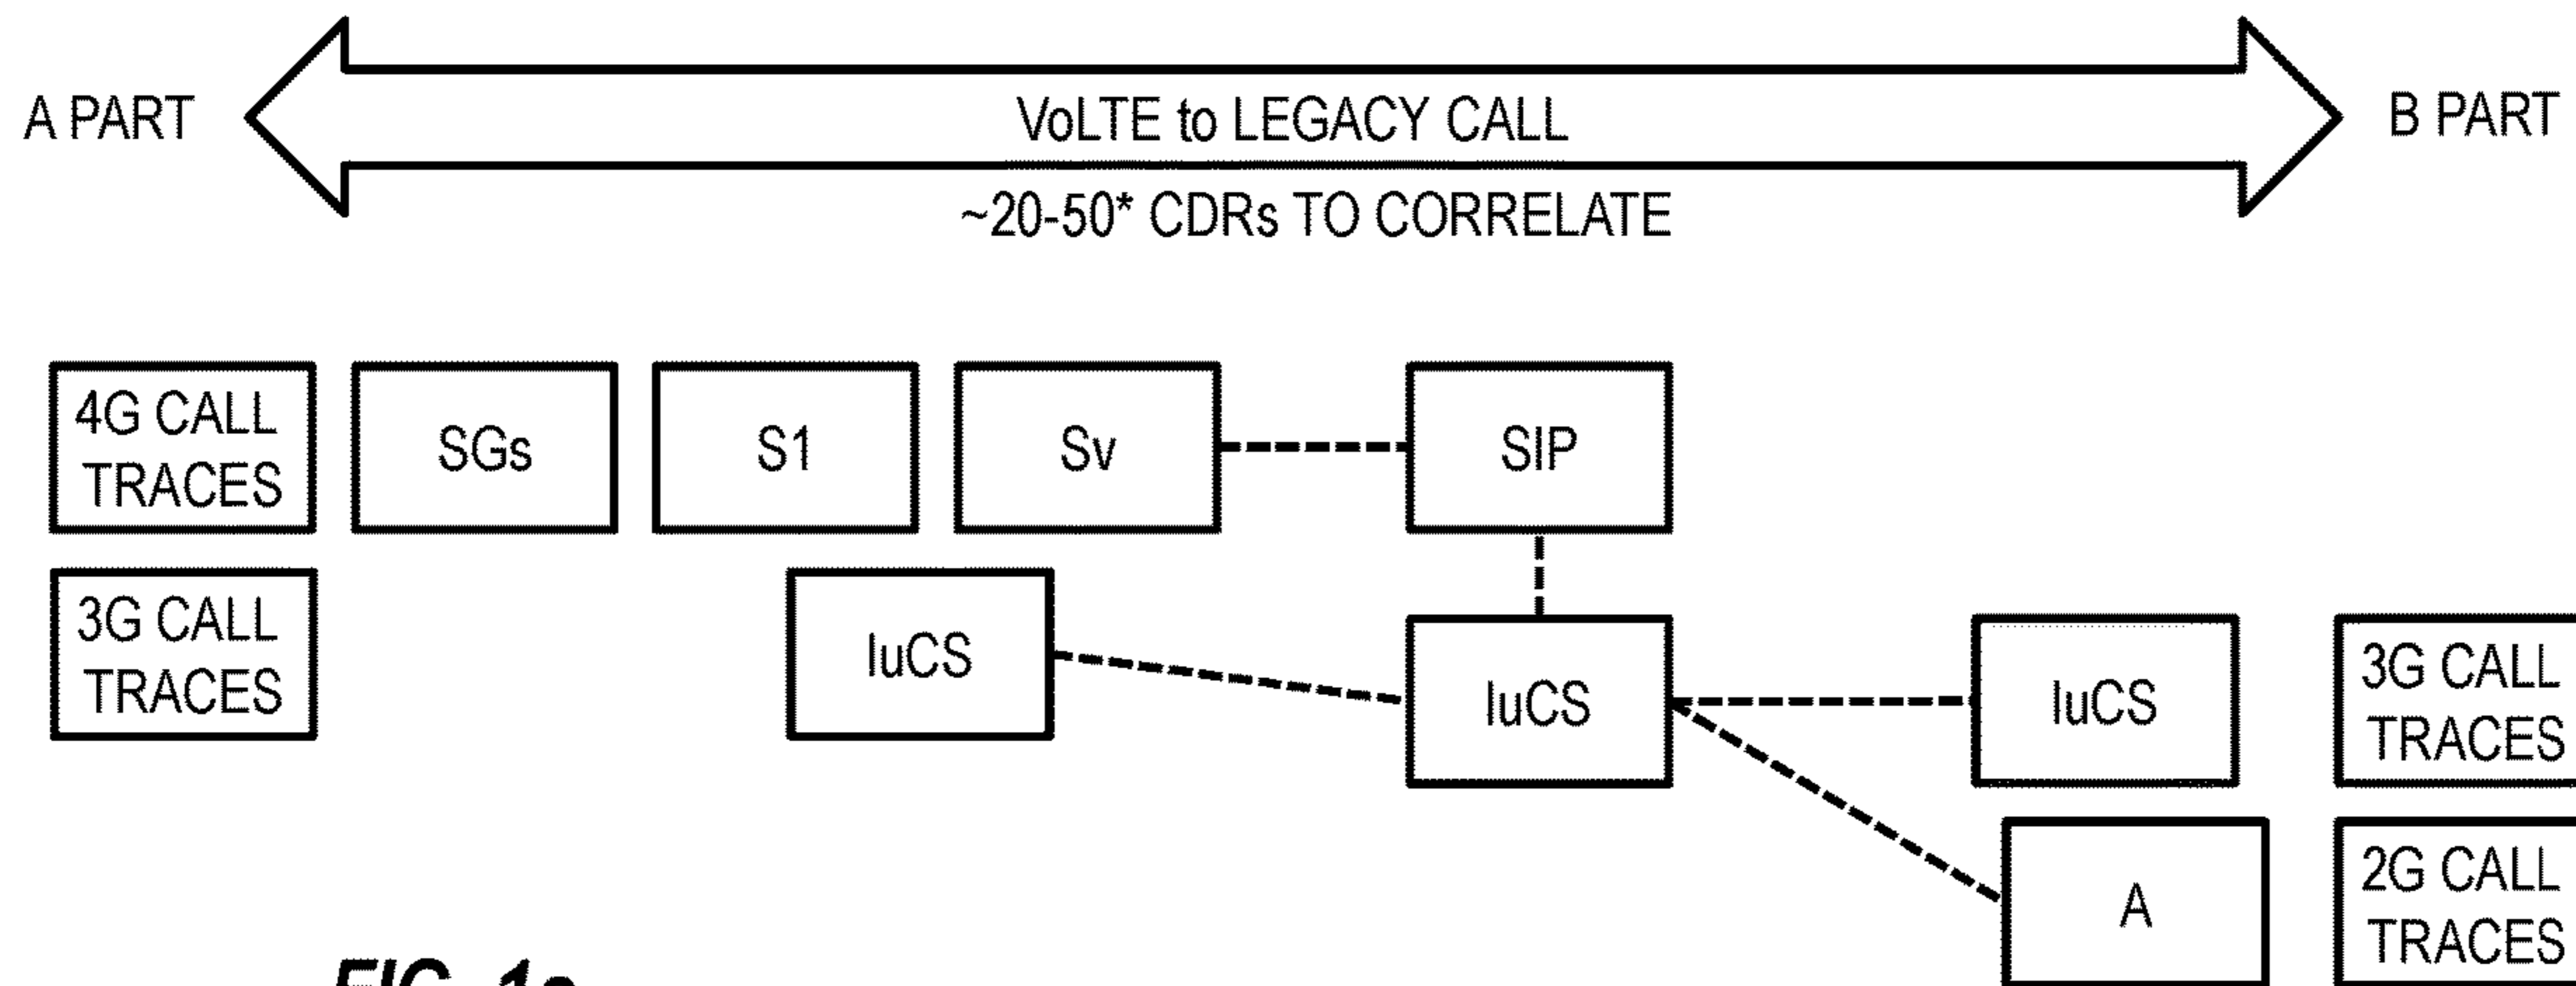 A PART
VoLTE to LEGACY CALL
B PART
~20-50* CDRs TO CORRELATE
4G CALL
TRACES
SGs
S1
Sv
SIP
3G CALL
TRACES
IuCS
IuCS
IuCS
3G CALL
TRACES
A
2G CALL
TRACES
FIG.